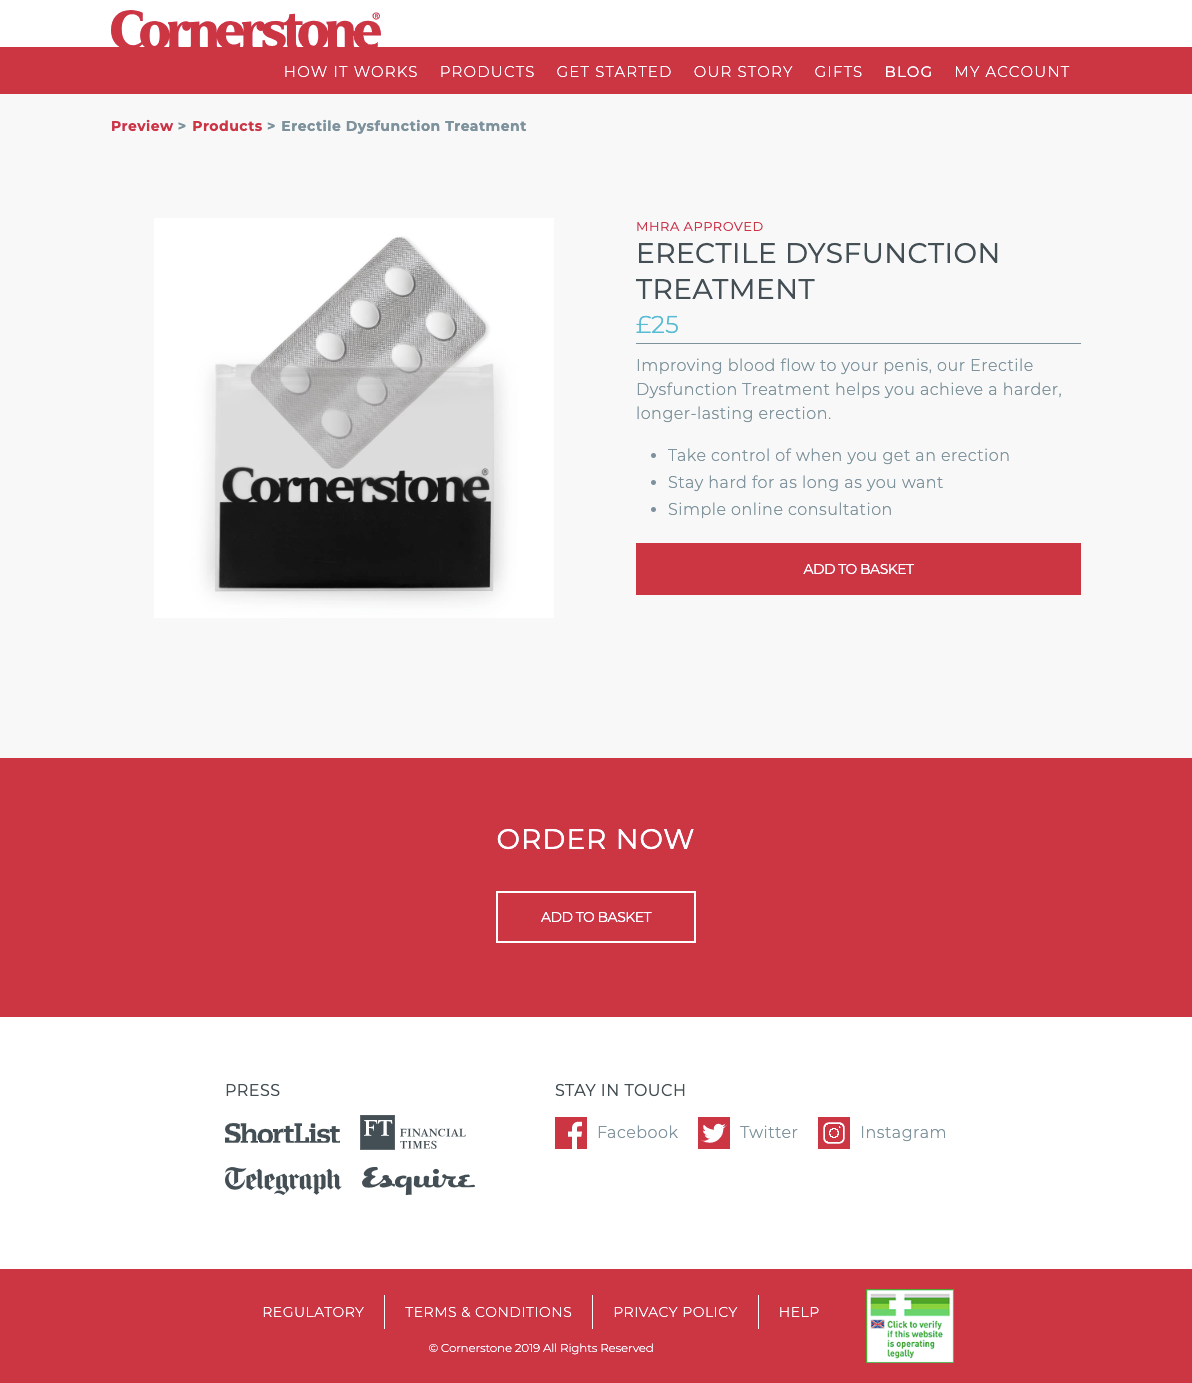 Cornerstone®
HOW IT WORKS PRODUCTS GET STARTED OUR STORY GIFTS BLOG MY ACCOUNT
Preview > Products > Erectile Dysfunction Treatment
MHRA APPROVED
ERECTILE DYSFUNCTION
TREATMENT
£25
Improving blood flow to your penis, our Erectile
Dysfunction Treatment helps you achieve a harder,
longer-lasting erection.
• Take control of when you get an erection
• Stay hard for as long as you want
• Simple online consultation
ADD TO BASKET
Cornerstone®
ORDER NOW
ADD TO BASKET
PRESS
ShortList
FT FINANCIAL
TIMES
Telegraph
Esquire
STAY IN TOUCH
Facebook Twitter Instagram
REGULATORY TERMS & CONDITIONS PRIVACY POLICY HELP
© Cornerstone 2019 All Rights Reserved
Click to verify
if this website
is operating
legally